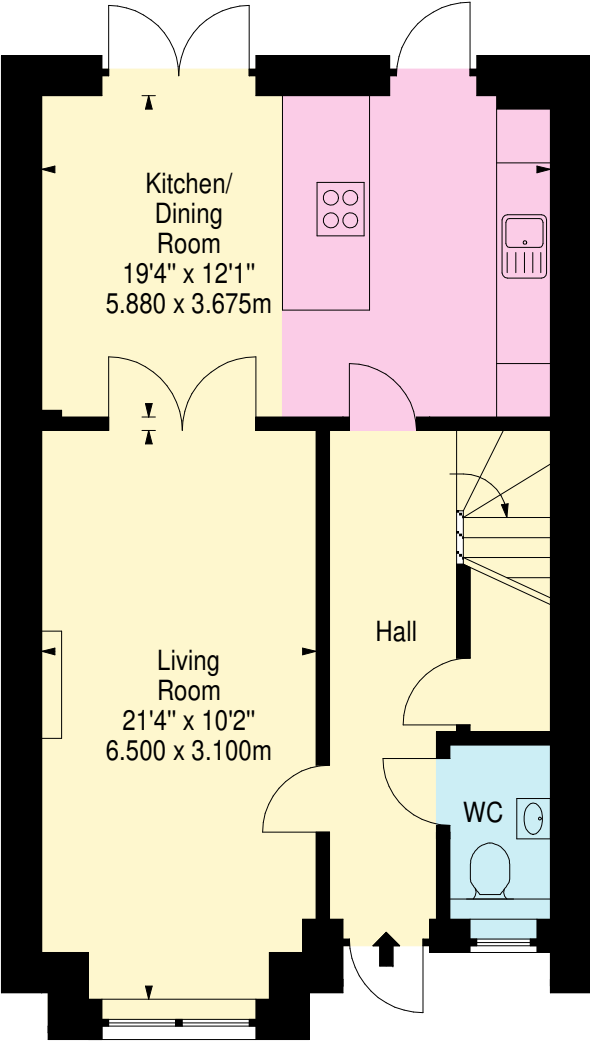 Kitchen/
Dining
Room
19'4" x 12'1"
5.880 x 3.675m
Hall
Living
Room
21'4" x 10'2"
6.500 x 3.100m
WC